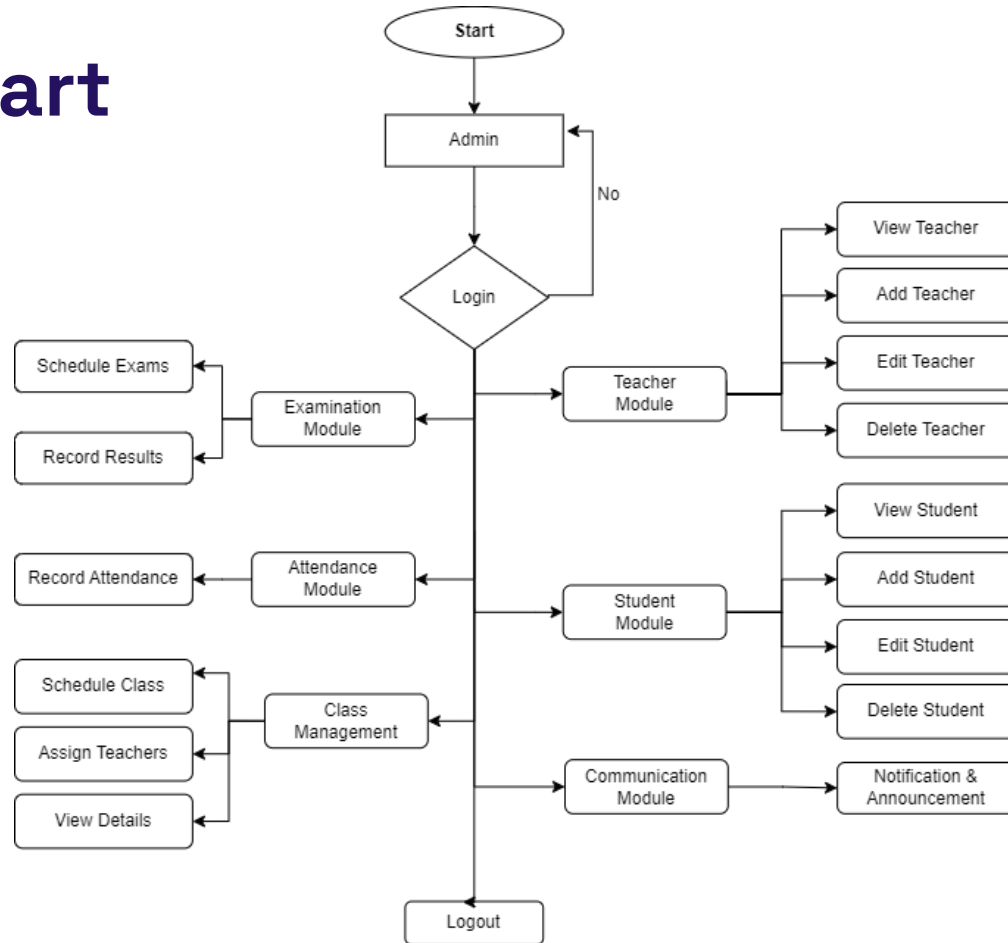 art
Start
Admin
No
Login
View Teacher
Add Teacher
Edit Teacher
Delete Teacher
Teacher
Module
Schedule Exams
Record Results
Examination
Module
Record Attendance
Attendance
Module
View Student
Add Student
Edit Student
Delete Student
Student
Module
Schedule Class
Assign Teachers
View Details
Class
Management
Communication
Module
Notification &
Announcement
Logout